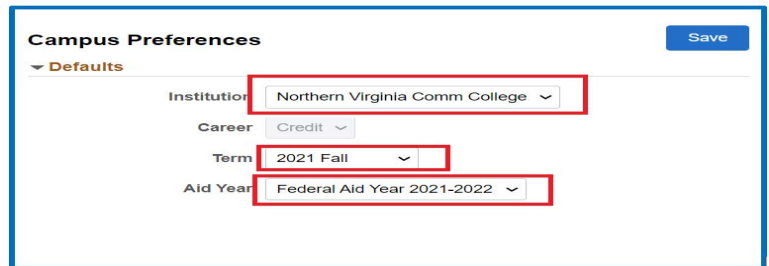 Campus Preferences
Save
Defaults
Institution Northern Virginia Comm College
Career Credit
Term 2021 Fall
Aid Year Federal Aid Year 2021-2022